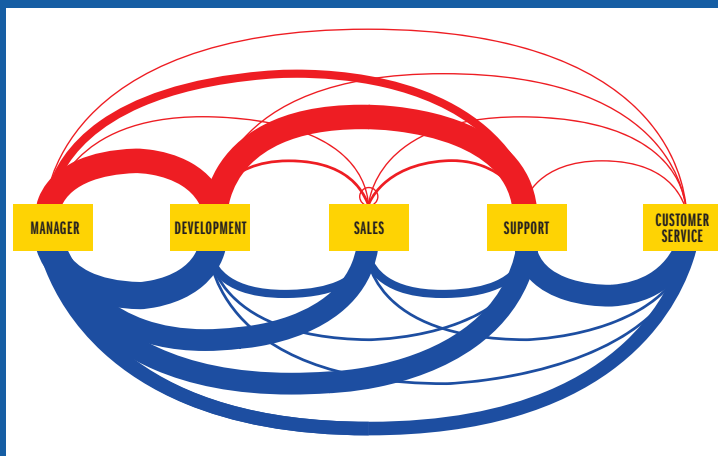 MANAGER
DEVELOPMENT
SALES
SUPPORT
CUSTOMER
SERVICE